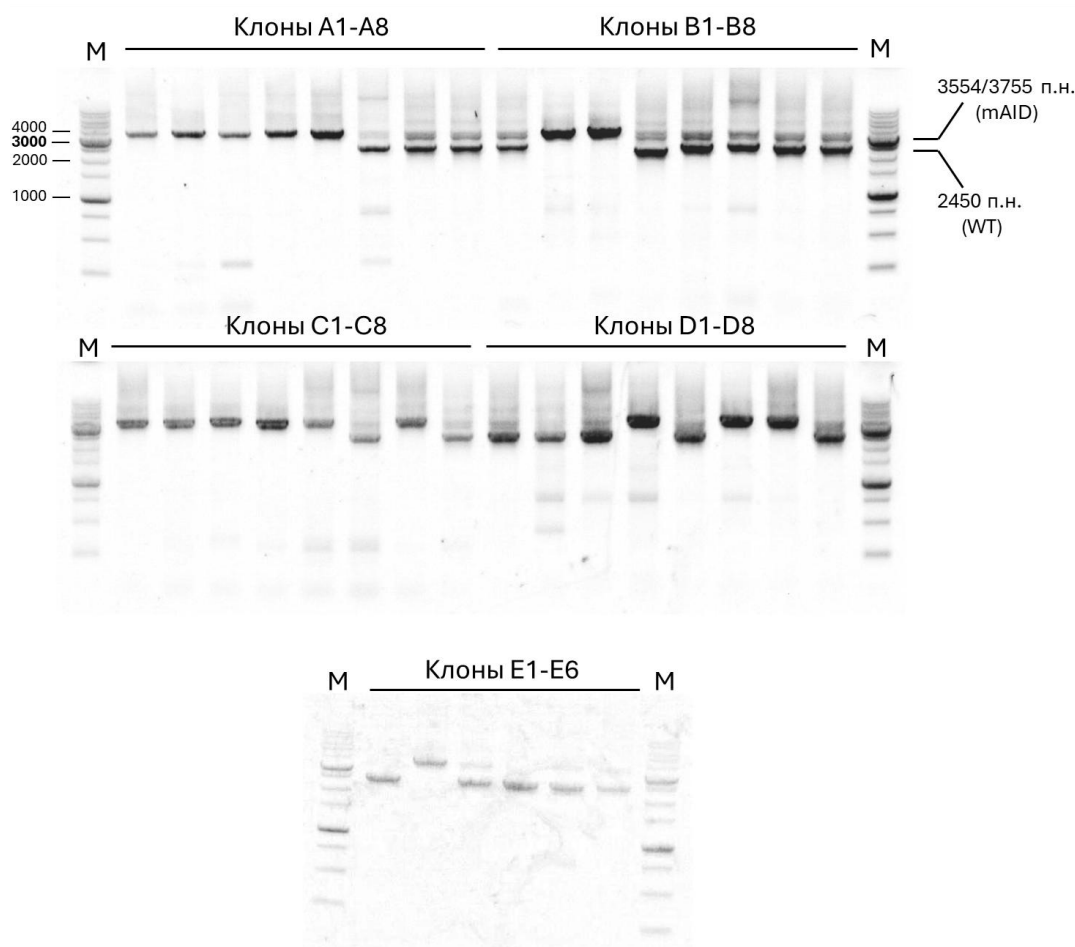 Клоны A1-A8
Клоны B1-B8
M
M
4000
3000
2000
1000
3554/3755 п.н.
(mAID)
2450 п.н.
(WT)
Клоны C1-C8
Клоны D1-D8
M
M
Клоны E1-E6
M
M